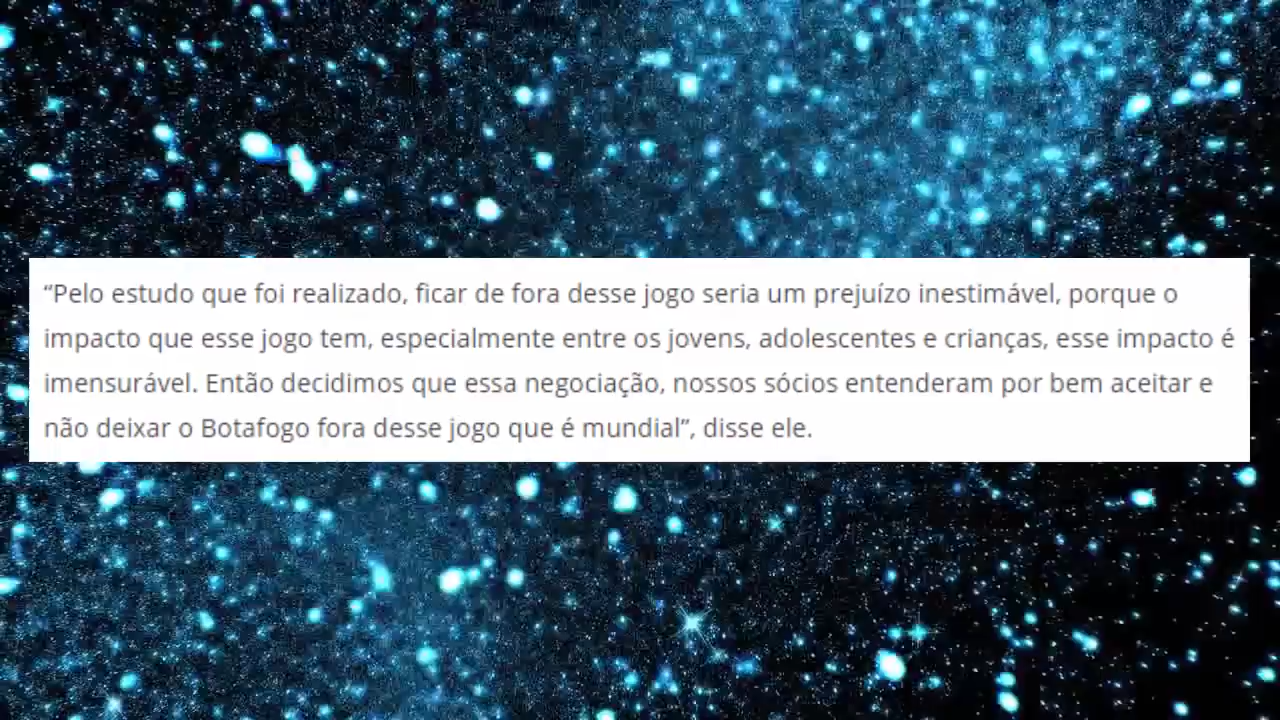 “Pelo estudo que foi realizado, ficar de fora desse jogo seria um prejuízo inestimável, porque o
impacto que esse jogo tem, especialmente entre os jovens, adolescentes e crianças, esse impacto é
imensurável. Então decidimos que essa negociação, nossos sócios entenderam por bem aceitar e
não deixar o Botafogo fora desse jogo que é mundial”, disse ele.